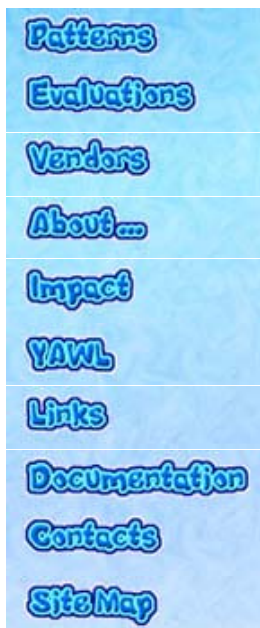 Patterns
Evaluations
Vendors
About...
Impact
YAWL
Links
Documentation
Contacts
Site Map